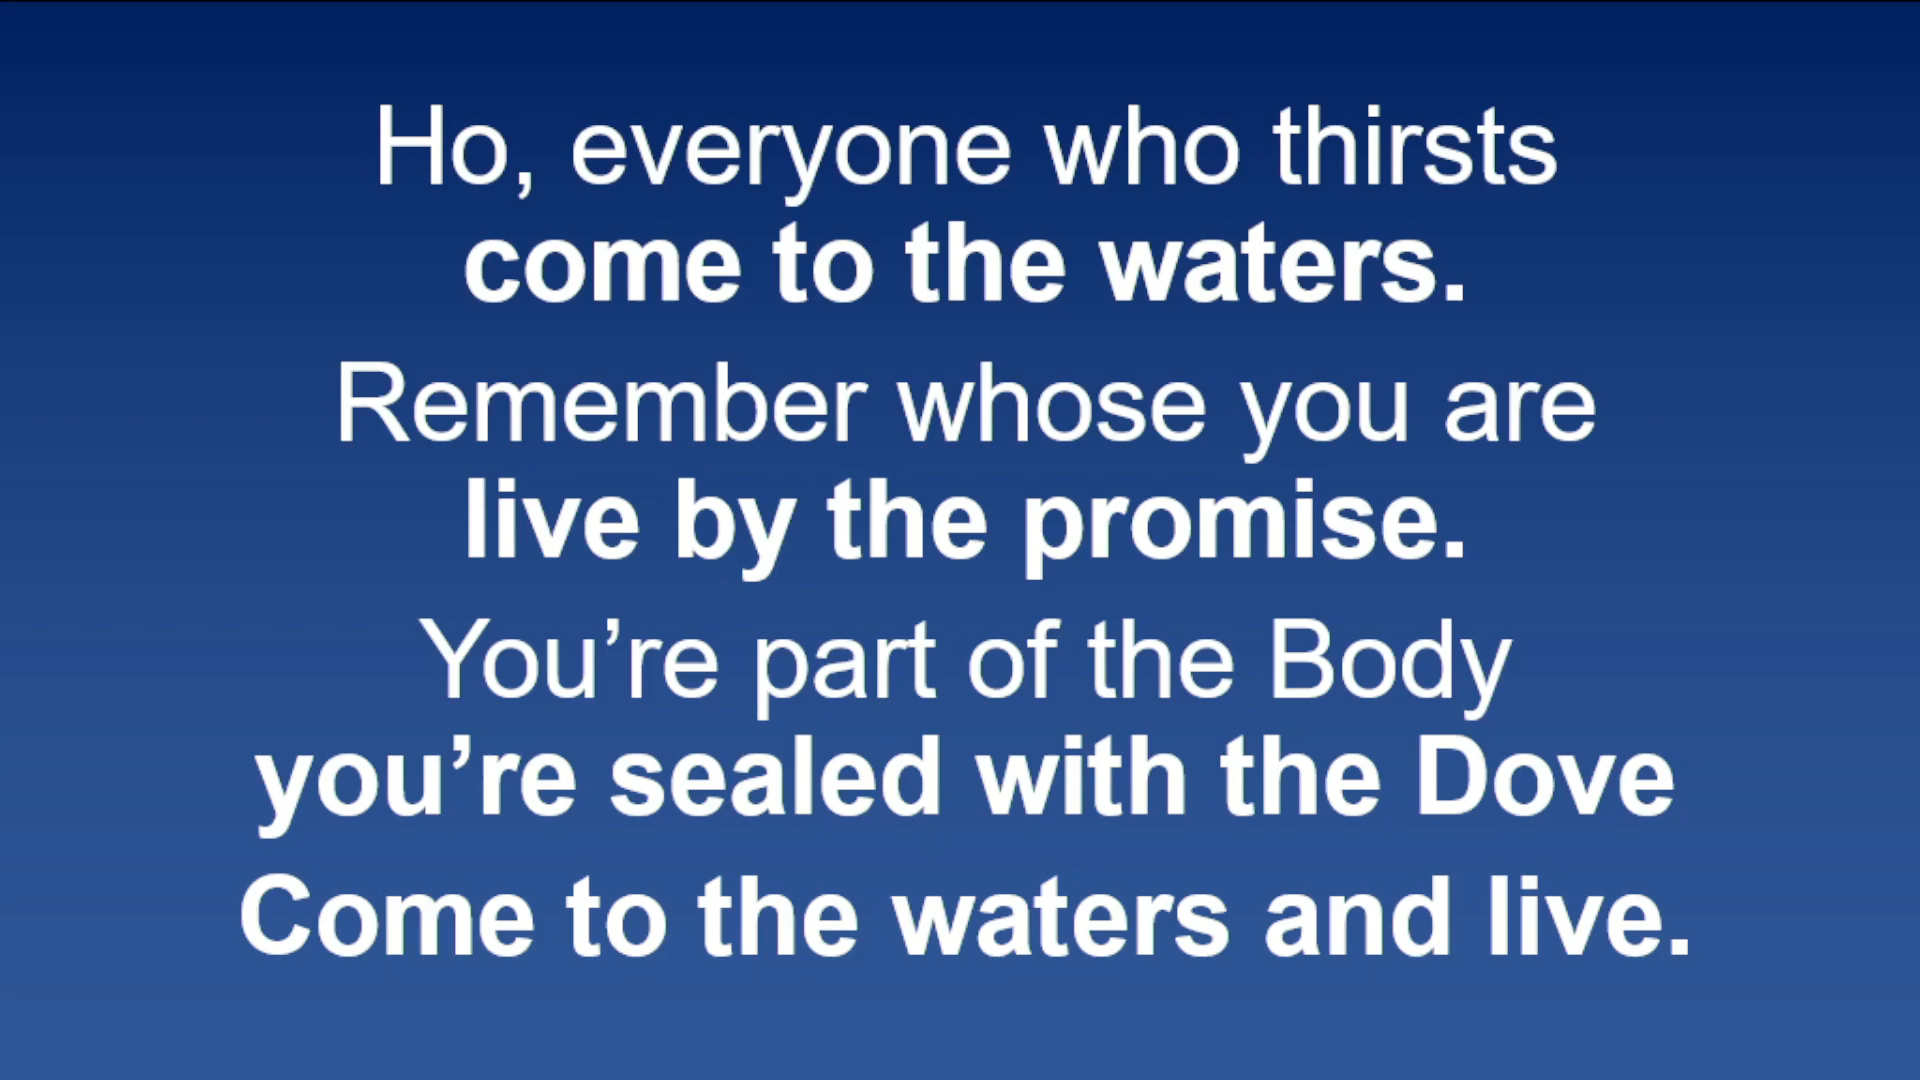 Ho, everyone who thirsts
come to the waters.
Remember whose you are
live by the promise.
You’re part of the Body
you’re sealed with the Dove
Come to the waters and live.